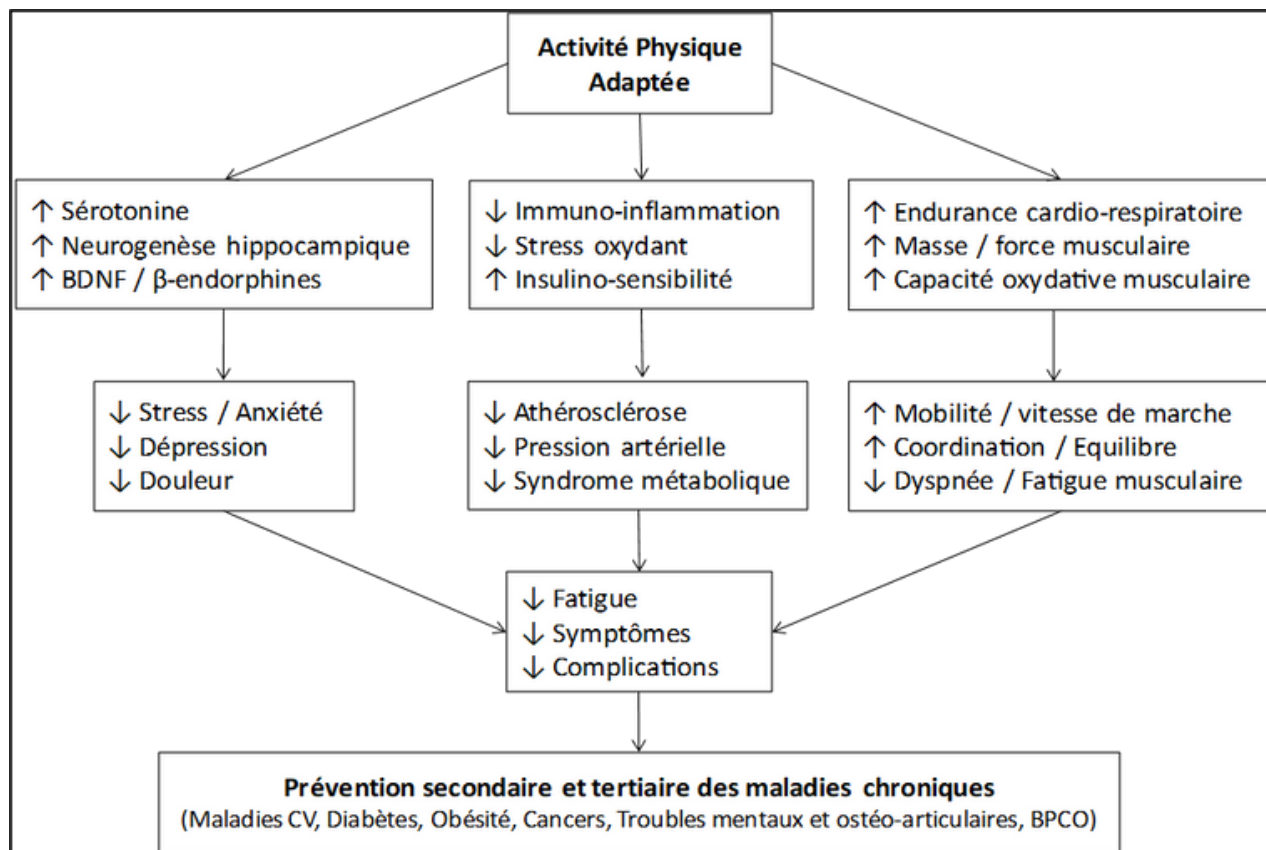 Activité Physique
Adaptée
↑ Sérotonine
↑ Neurogenèse hippocampique
↑ BDNF / β-endorphines
↓ Immuno-inflammation
↓ Stress oxydant
↑ Insulino-sensibilité
↑ Endurance cardio-respiratoire
↑ Masse / force musculaire
↑ Capacité oxydative musculaire
↓ Stress / Anxiété
↓ Dépression
↓ Douleur
↓ Athérosclérose
↓ Pression artérielle
↓ Syndrome métabolique
↑ Mobilité / vitesse de marche
↑ Coordination / Equilibre
↓ Dyspnée / Fatigue musculaire
↓ Fatigue
↓ Symptômes
↓ Complications
Prévention secondaire et tertiaire des maladies chroniques
(Maladies CV, Diabètes, Obésité, Cancers, Troubles mentaux et ostéo-articulaires, BPCO)